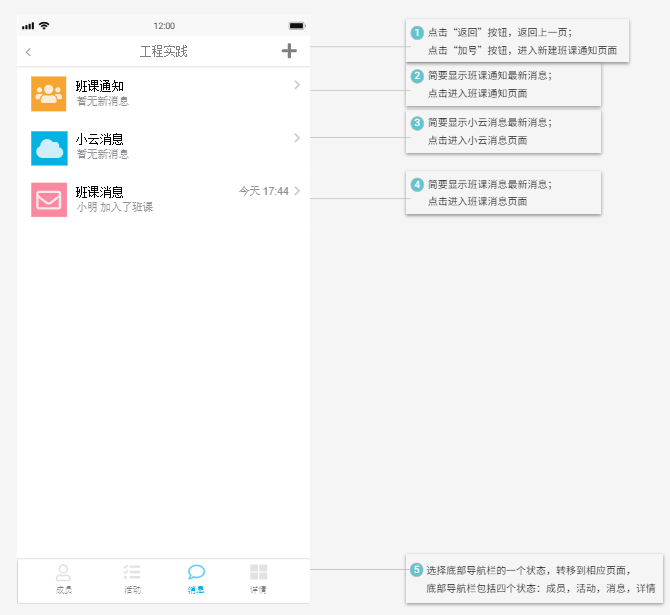 12:00
工程实践
班课通知
暂无新消息
小云消息
暂无新消息
班课消息
今天 17:44
小明 加入了班课
成员
活动
消息
详情
1 点击“返回”按钮，返回上一页；
点击“加号”按钮，进入新建班课通知页面
2 简要显示班课通知最新消息；
点击进入班课通知页面
3 简要显示小云消息最新消息；
点击进入小云消息页面
4 简要显示班课消息最新消息；
点击进入班课消息页面
5 选择底部导航栏的一个状态，转移到相应页面，
底部导航栏包括四个状态：成员，活动，消息，详情